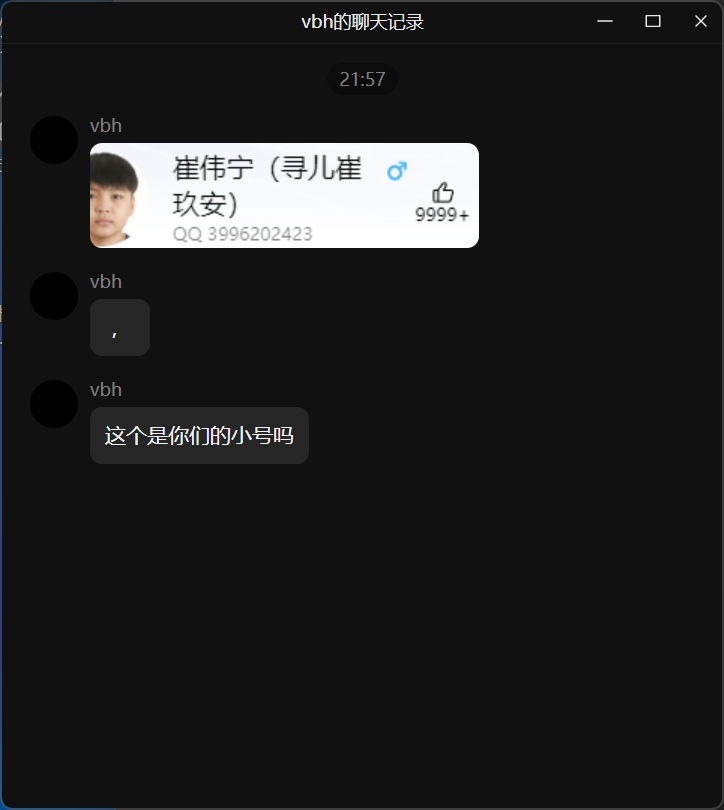 vbh的聊天记录
21:57
vbh
崔伟宁（寻儿崔
玖安）
9999+
QQ 3996202423
vbh
，
vbh
这个是你们的小号吗